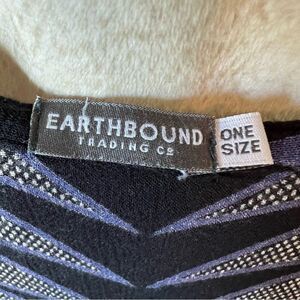 EARTHBOUND
TRADING Co
ONE
SIZE